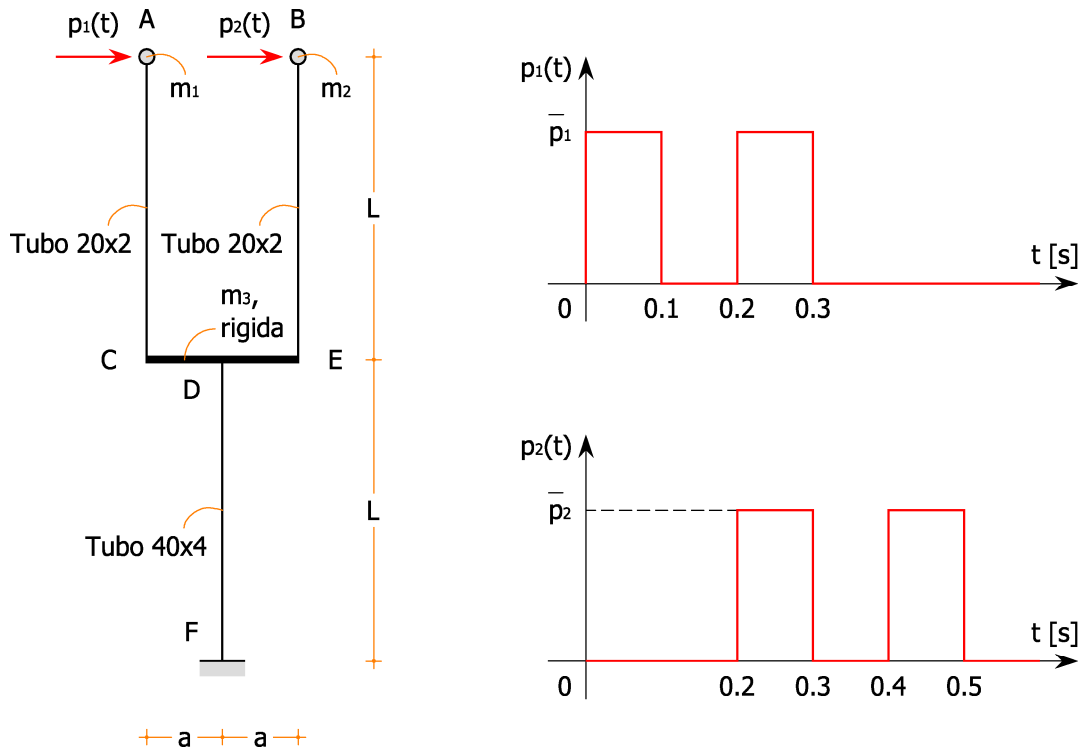 p1(t)
A
p2(t)
B
m1
m2
L
Tubo 20x2
Tubo 20x2
m3,
rigida
C
E
D
L
Tubo 40x4
F
a
a
p1(t)
p̅1
t [s]
0
0.1
0.2
0.3
p2(t)
p̅2
t [s]
0
0.2
0.3
0.4
0.5